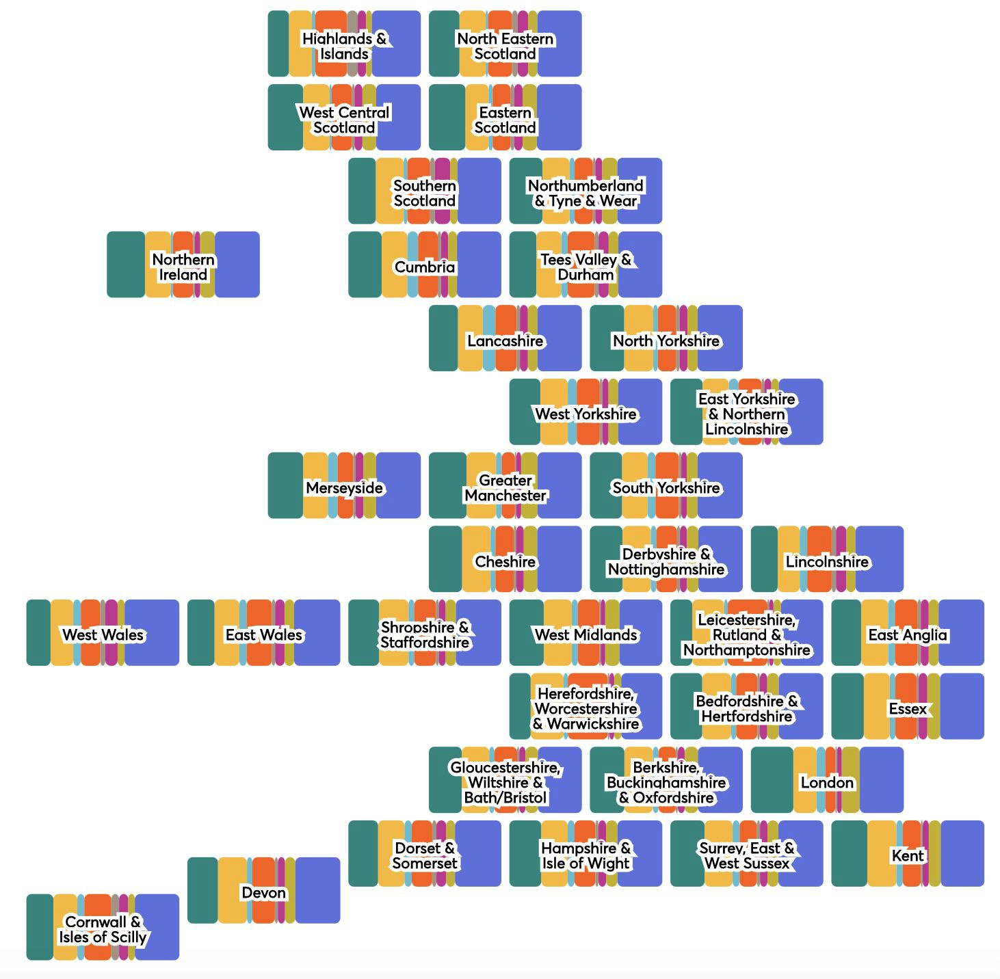 Highlands &
Islands
North Eastern
Scotland
West Central
Scotland
Eastern
Scotland
Southern
Scotland
Northumberland
& Tyne & Wear
Northern
Ireland
Cumbria
Tees Valley &
Durham
Lancashire
North Yorkshire
West Yorkshire
East Yorkshire
& Northern
Lincolnshire
Merseyside
Greater
Manchester
South Yorkshire
Cheshire
Derbyshire &
Nottinghamshire
Lincolnshire
West Wales
East Wales
Shropshire &
Staffordshire
West Midlands
Leicestershire,
Rutland &
Northamptonshire
East Anglia
Herefordshire,
Worcestershire
& Warwickshire
Bedfordshire &
Hertfordshire
Essex
Gloucestershire,
Wiltshire &
Bath/Bristol
Berkshire,
Buckinghamshire
& Oxfordshire
London
Dorset &
Somerset
Hampshire &
Isle of Wight
Surrey, East &
West Sussex
Kent
Devon
Cornwall &
Isles of Scilly